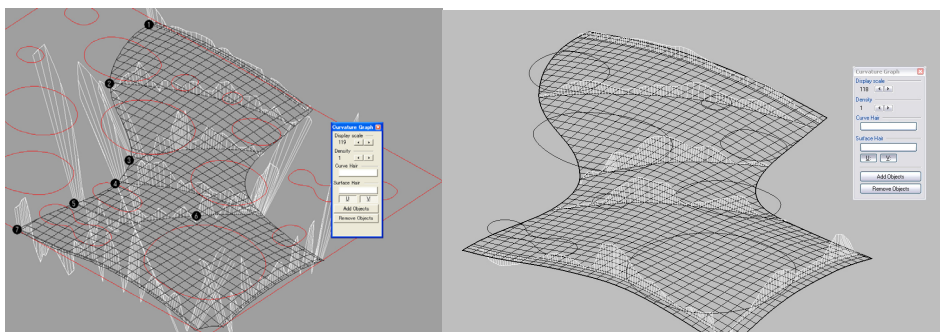 1
2
3
4
5
6
7
Curvature Graph
Display scale
119
Density
1
Curve Hair
Surface Hair
U V
Add Objects
Remove Objects
Curvature Graph
Display scale
118
Density
1
Curve Hair
Surface Hair
U V
Add Objects
Remove Objects